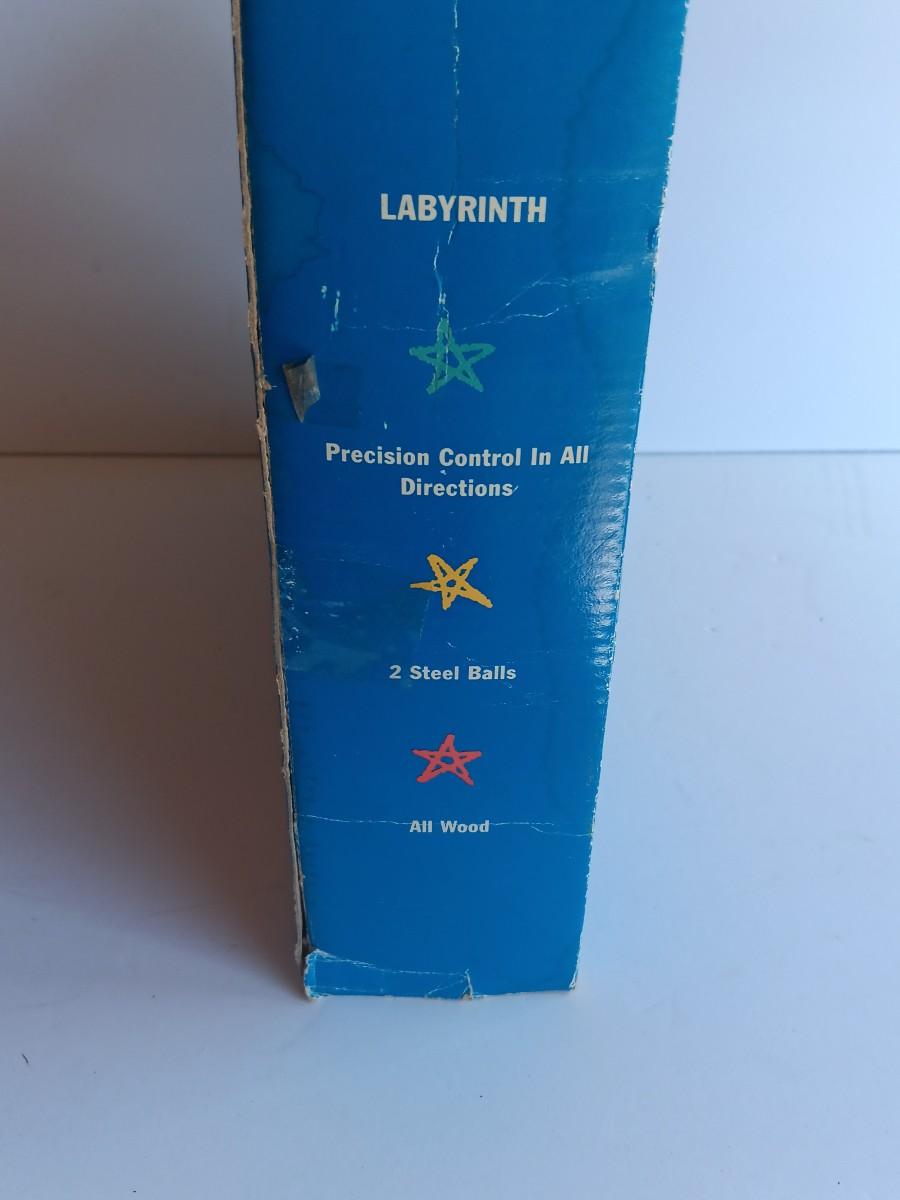 LABYRINTH
Precision Control In All
Directions
2 Steel Balls
All Wood